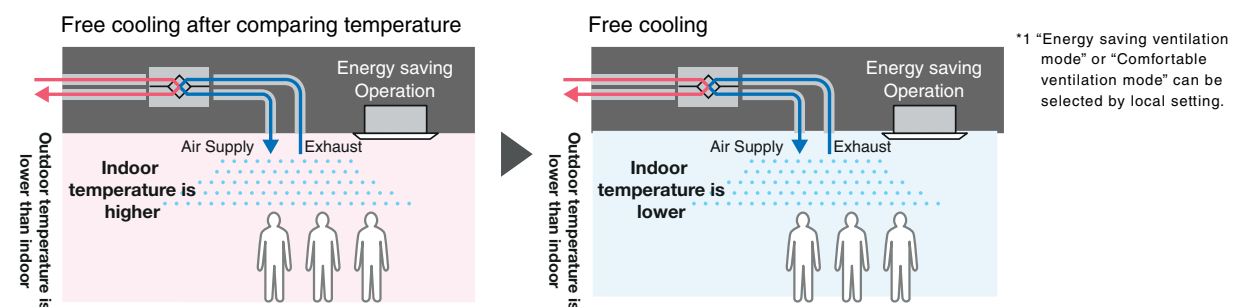 Free cooling after comparing temperature
Energy saving
Operation
Air Supply
Exhaust
Indoor
temperature is
higher
Outdoor temperature is
lower than indoor
Free cooling
Energy saving
Operation
Air Supply
Exhaust
Indoor
temperature is
lower
Outdoor temperature is
lower than indoor
*1 “Energy saving ventilation
mode” or “Comfortable
ventilation mode” can be
selected by local setting.